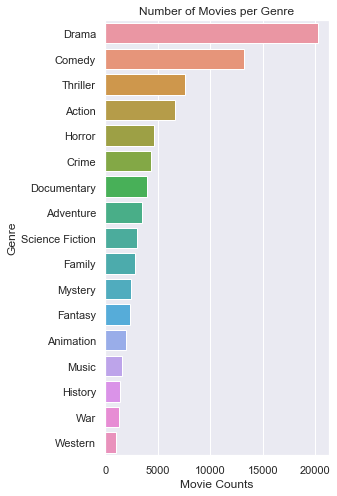 Number of Movies per Genre
Genre
Drama
Comedy
Thriller
Action
Horror
Crime
Documentary
Adventure
Science Fiction
Family
Mystery
Fantasy
Animation
Music
History
War
Western
0 5000 10000 15000 20000
Movie Counts